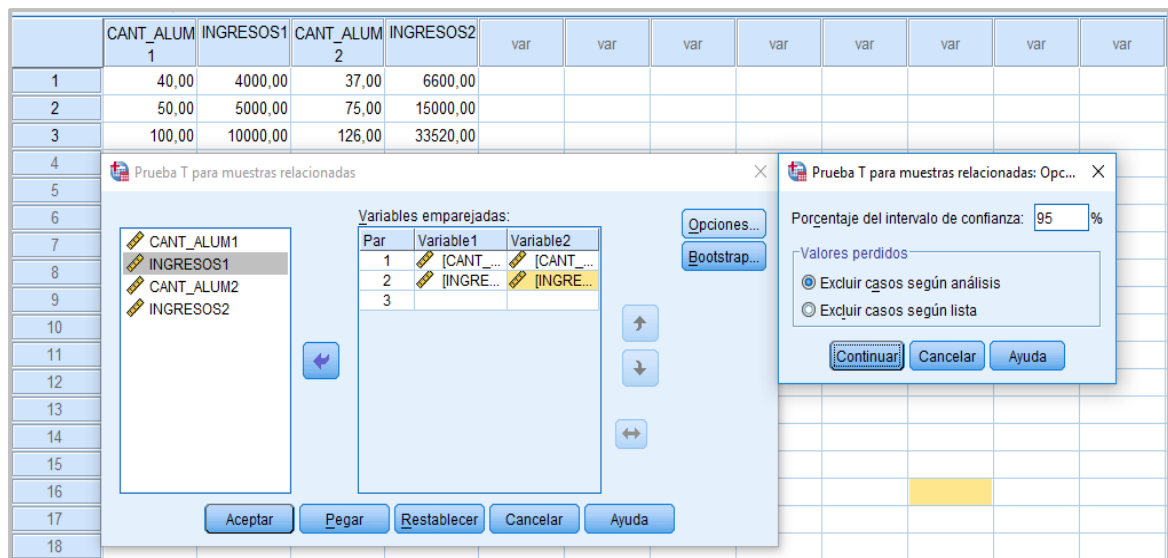 CANT_ALUM1 INGRESOS1 CANT_ALUM2 INGRESOS2 var var var var var var var var
1 40,00 4000,00 37,00 6600,00
2 50,00 5000,00 75,00 15000,00
3 100,00 10000,00 126,00 33520,00
4
5
6
7
8
9
10
11
12
13
14
15
16
17
18
Prueba T para muestras relacionadas
CANT_ALUM1
INGRESOS1
CANT_ALUM2
INGRESOS2
Variables emparejadas:
Par Variable1 Variable2
1 [CANT_... [CANT_...
2 [INGRE... [INGRE...
3
Opciones...
Bootstrap...
Aceptar Pegar Restablecer Cancelar Ayuda
Prueba T para muestras relacionadas: Opc...
Porcentaje del intervalo de confianza: 95 %
Valores perdidos
Excluir casos según análisis
Excluir casos según lista
Continuar Cancelar Ayuda